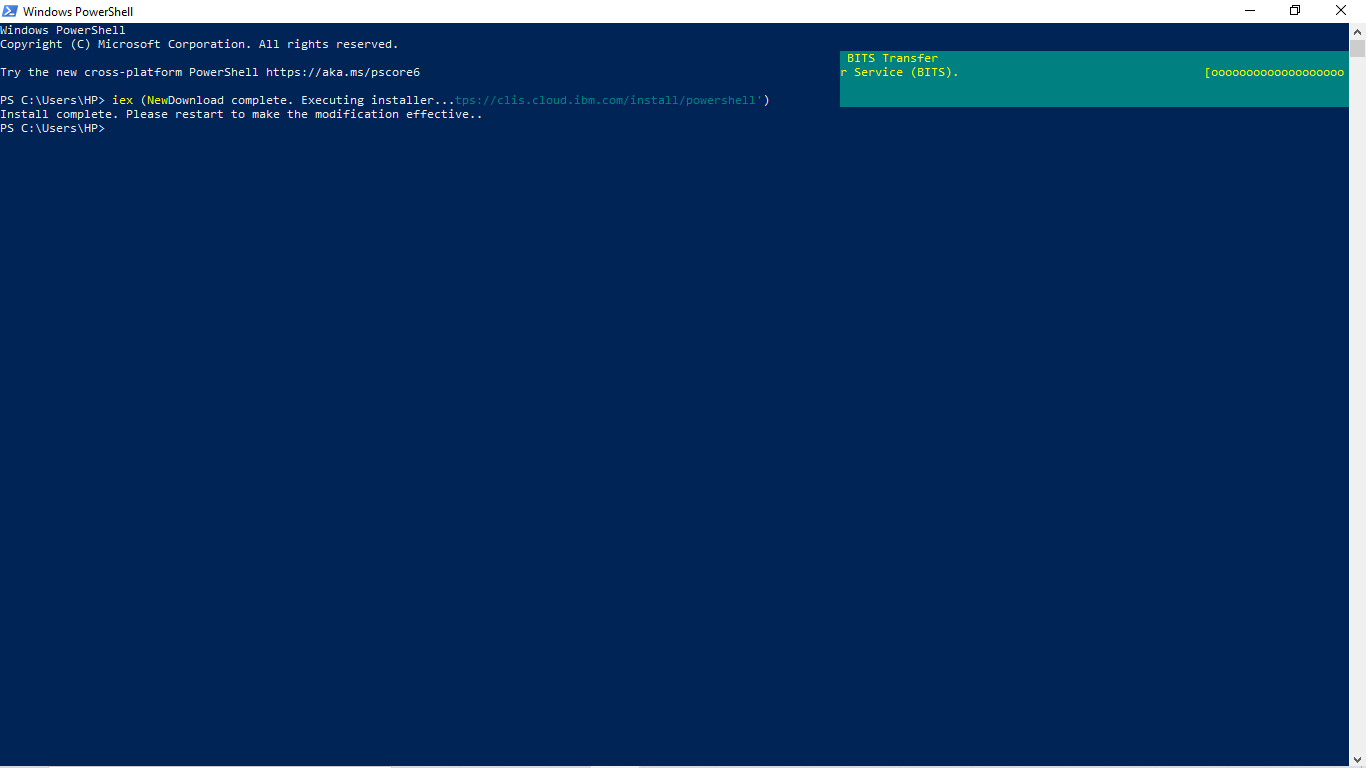 Windows PowerShell
Windows PowerShell
Copyright (C) Microsoft Corporation. All rights reserved.
BITS Transfer
Try the new cross-platform PowerShell https://aka.ms/pscore6
r Service (BITS).
[ooooooooooooooooooo
PS C:\Users\HP> iex (NewDownload complete. Executing installer...tps://clis.cloud.ibm.com/install/powershell')
Install complete. Please restart to make the modification effective..
PS C:\Users\HP>